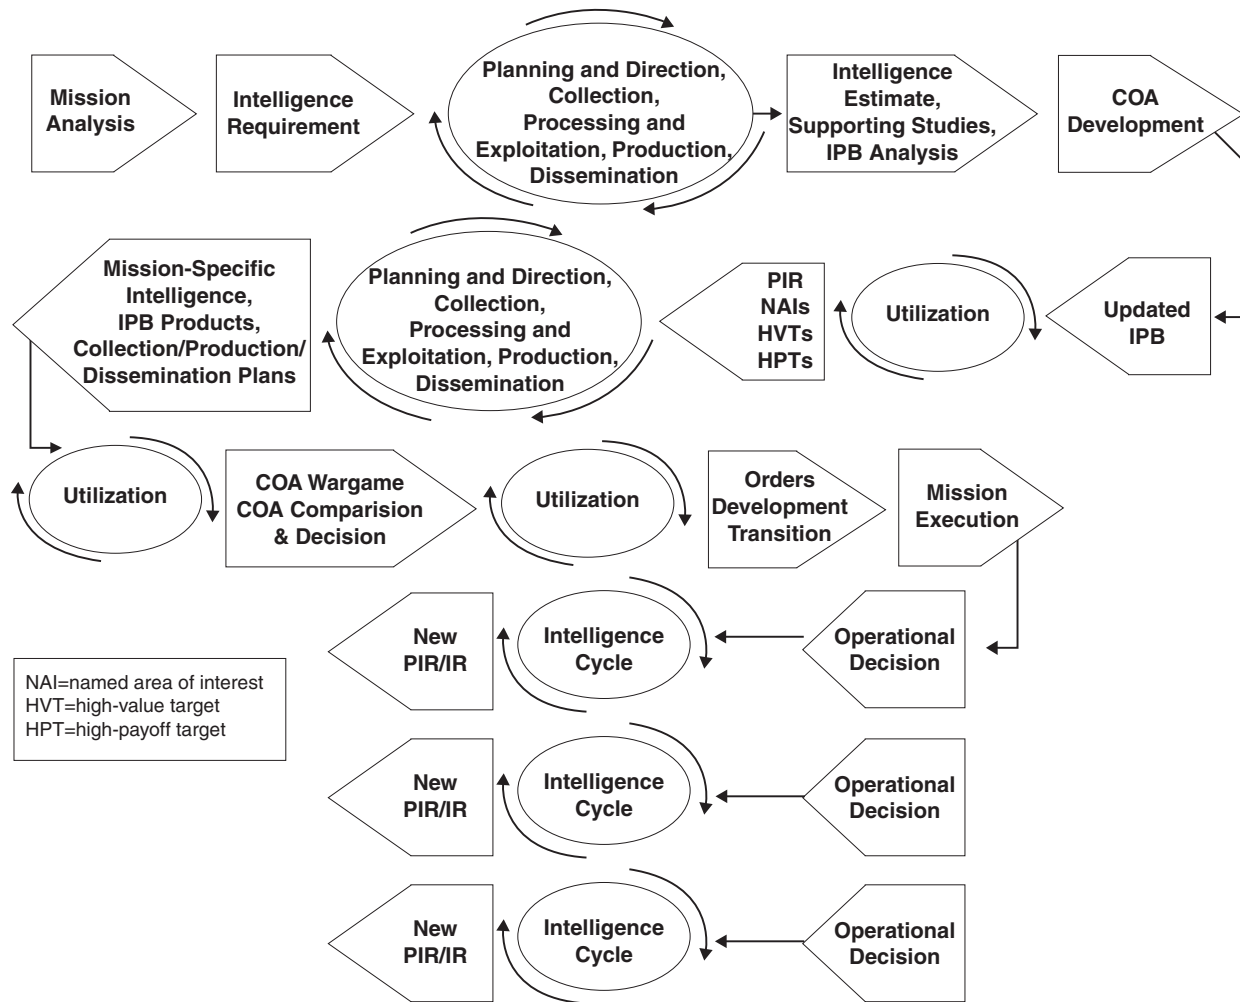 Mission
Analysis
Intelligence
Requirement
Planning and Direction,
Collection,
Processing and
Exploitation, Production,
Dissemination
Intelligence
Estimate,
Supporting Studies,
IPB Analysis
COA
Development
Mission-Specific
Intelligence,
IPB Products,
Collection/Production/
Dissemination Plans
Planning and Direction,
Collection,
Processing and
Exploitation, Production,
Dissemination
PIR
NAIs
HVTs
HPTs
Utilization
Updated
IPB
Utilization
COA Wargame
COA Comparision
& Decision
Utilization
Orders
Development
Transition
Mission
Execution
New
PIR/IR
Intelligence
Cycle
Operational
Decision
NAI=named area of interest
HVT=high-value target
HPT=high-payoff target
New
PIR/IR
Intelligence
Cycle
Operational
Decision
New
PIR/IR
Intelligence
Cycle
Operational
Decision